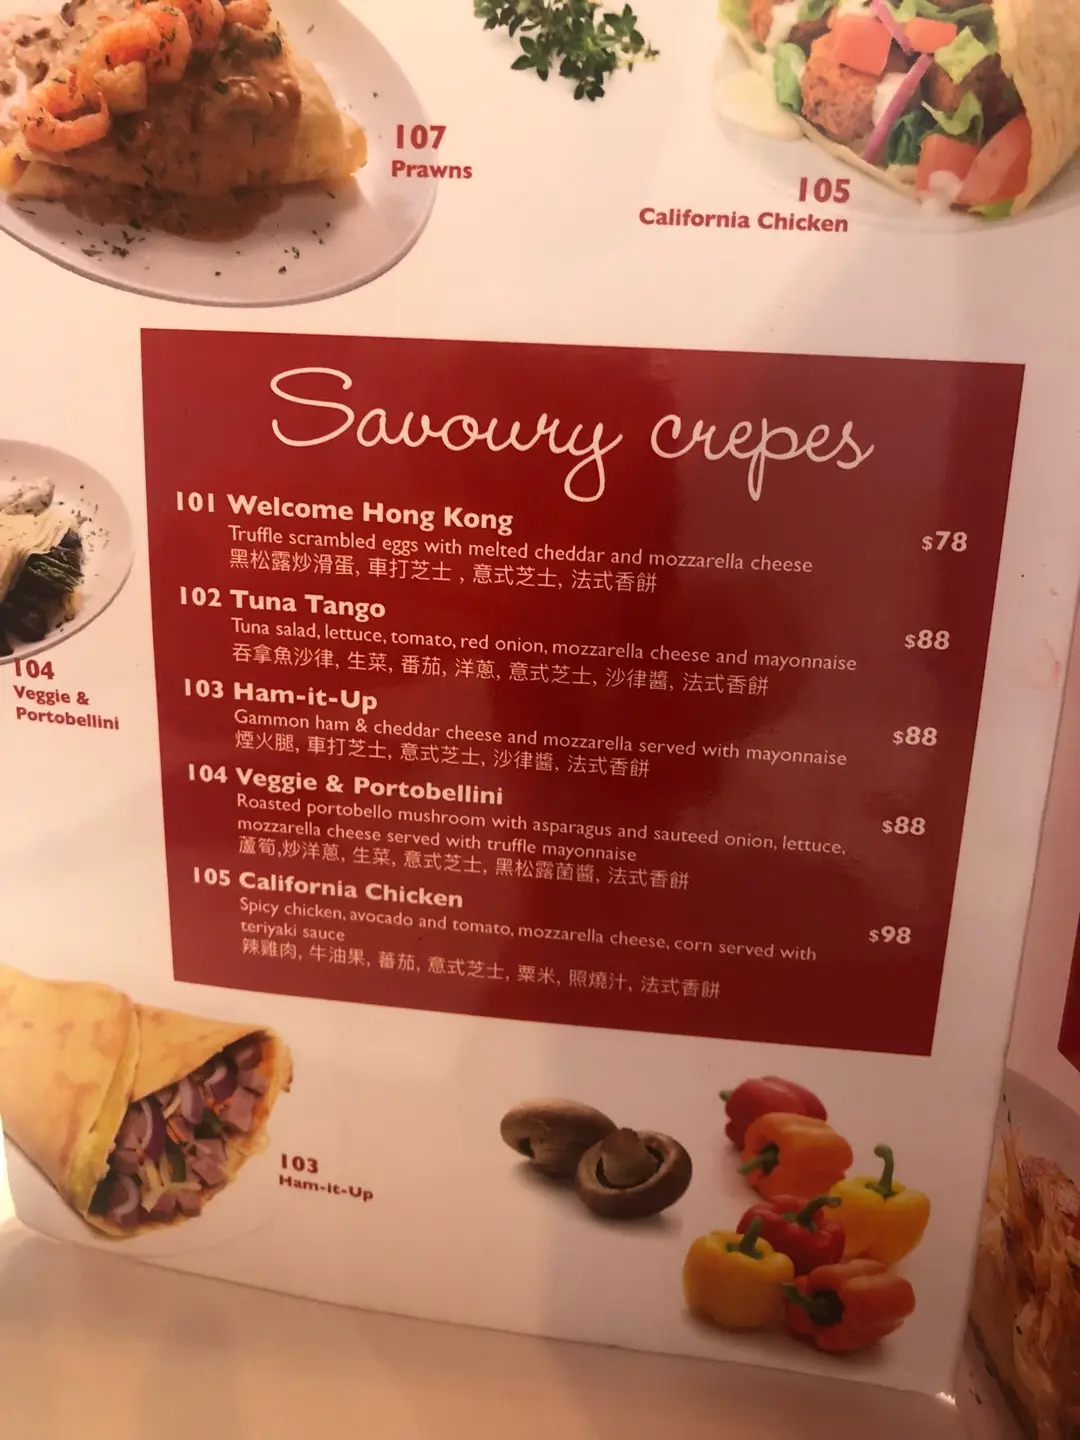 107
Prawns
105
California Chicken
Savoury crepes
101 Welcome Hong Kong
$78
Truffle scrambled eggs with melted cheddar and mozzarella cheese
黑松露炒滑蛋, 車打芝士 , 意式芝士, 法式香餅
102 Tuna Tango
$88
Tuna salad, lettuce, tomato, red onion, mozzarella cheese and mayonnaise
吞拿魚沙律, 生菜, 番茄, 洋蔥, 意式芝士, 沙律醬, 法式香餅
103 Ham-it-Up
$88
Gammon ham & cheddar cheese and mozzarella served with mayonnaise
煙火腿, 車打芝士, 意式芝士, 沙律醬, 法式香餅
104 Veggie & Portobellini
$88
Roasted portobello mushroom with asparagus and sauteed onion, lettuce,
mozzarella cheese served with truffle mayonnaise
蘆筍,炒洋蔥, 生菜, 意式芝士, 黑松露菌醬, 法式香餅
105 California Chicken
$98
Spicy chicken, avocado and tomato, mozzarella cheese, corn served with
teriyaki sauce
辣雞肉, 牛油果, 蕃茄, 意式芝士, 粟米, 照燒汁, 法式香餅
104
Veggie &
Portobellini
103
Ham-it-Up